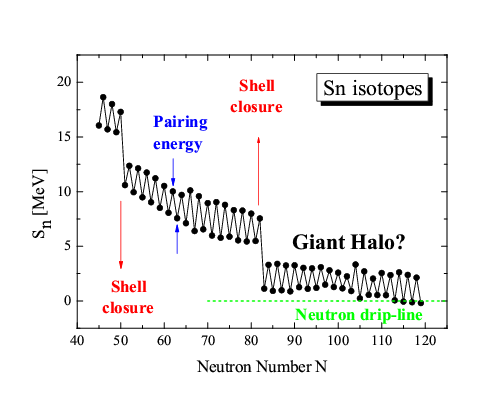 Sn isotopes
Shell
closure
Pairing
energy
Giant Halo?
Shell
closure
Neutron drip-line
Sn [MeV]
20
15
10
5
0
40 50 60 70 80 90 100 110 120
Neutron Number N